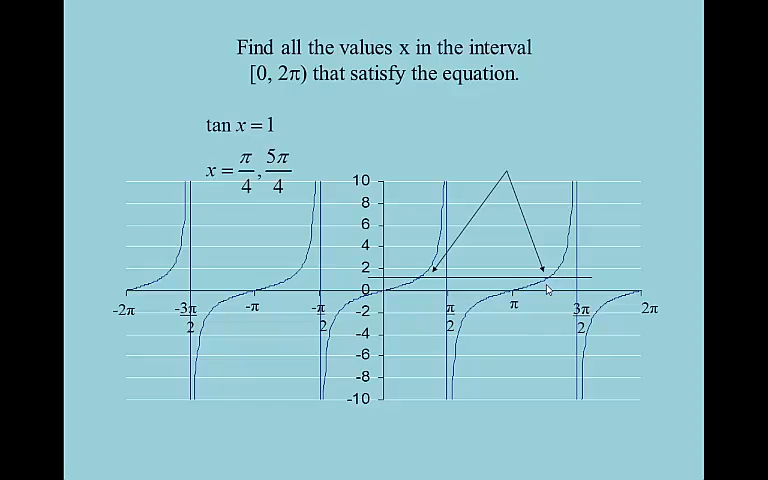 Find all the values x in the interval
[0, 2π) that satisfy the equation.
tan x = 1
x = π/4, 5π/4
10
8
6
4
2
0
-2
-4
-6
-8
-10
-2π -3π/2 -π -π/2 π/2 π 3π/2 2π